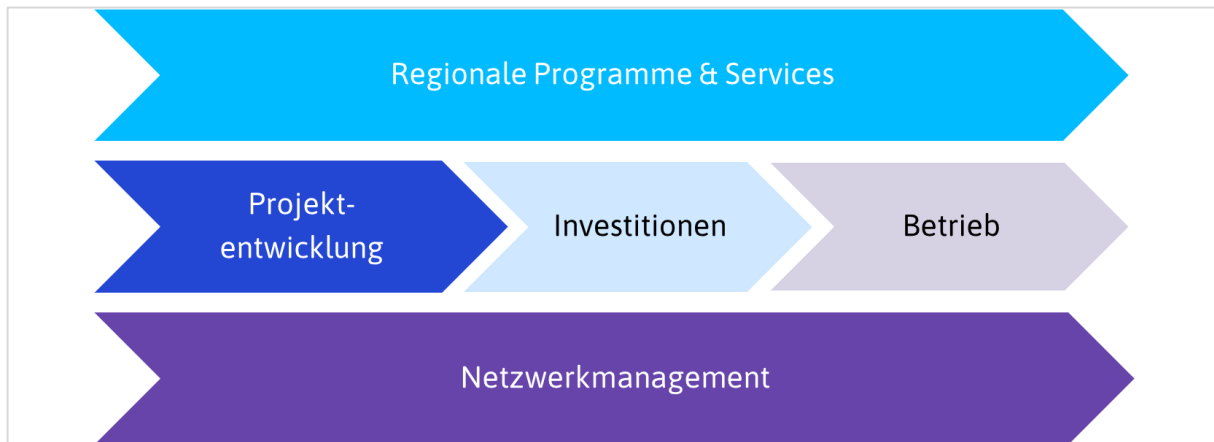 Regionale Programme & Services
Projekt-
entwicklung
Investitionen
Betrieb
Netzwerkmanagement